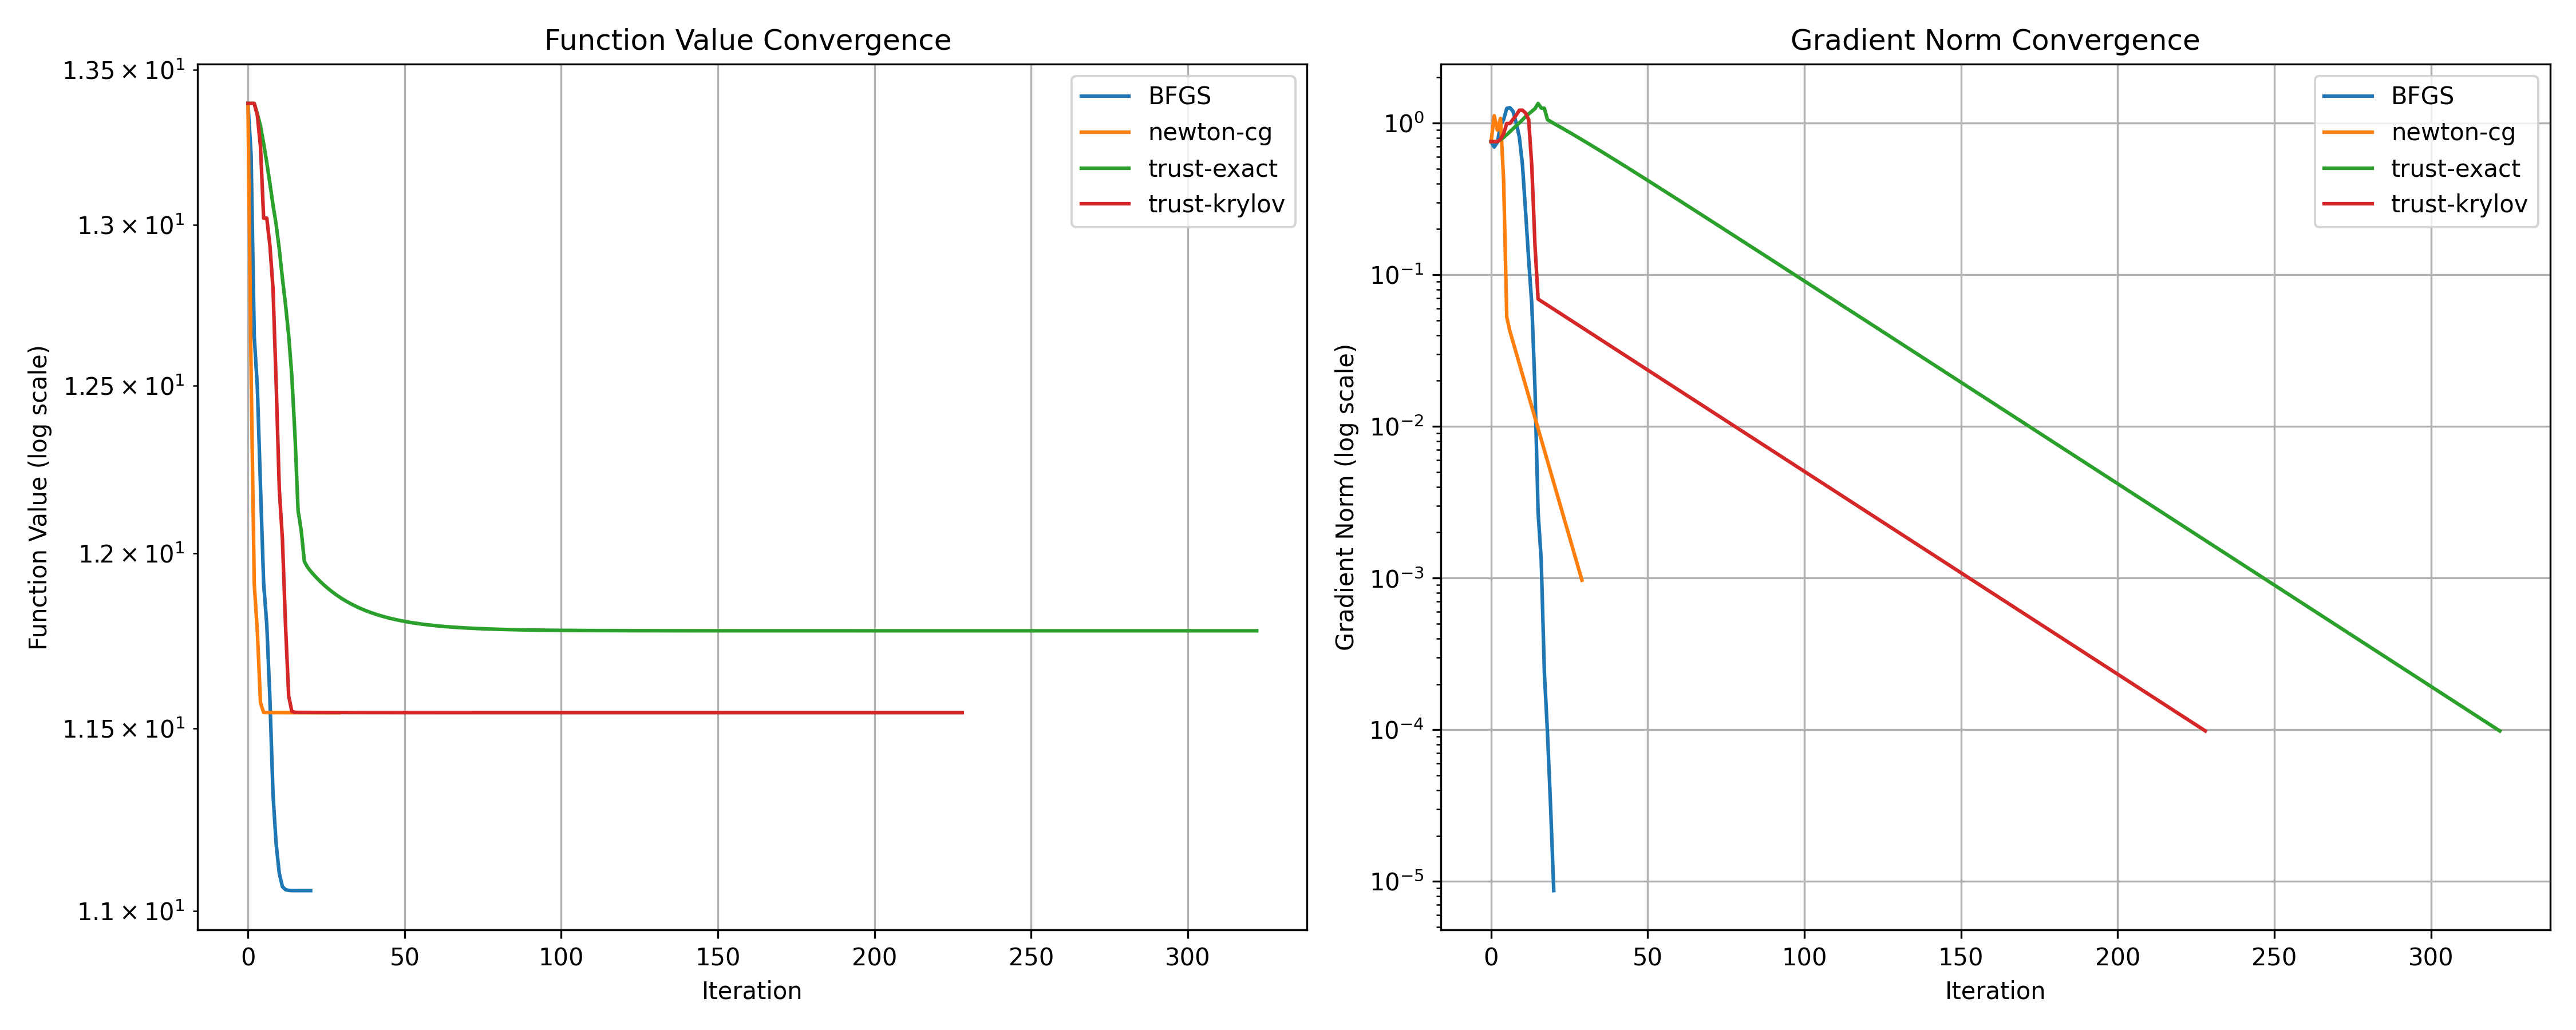 Function Value Convergence
1.35 × 10¹
1.3 × 10¹
1.25 × 10¹
1.2 × 10¹
1.15 × 10¹
1.1 × 10¹
Function Value (log scale)
0 50 100 150 200 250 300
Iteration
BFGS
newton-cg
trust-exact
trust-krylov
Gradient Norm Convergence
10⁰
10⁻¹
10⁻²
10⁻³
10⁻⁴
10⁻⁵
Gradient Norm (log scale)
0 50 100 150 200 250 300
Iteration
BFGS
newton-cg
trust-exact
trust-krylov